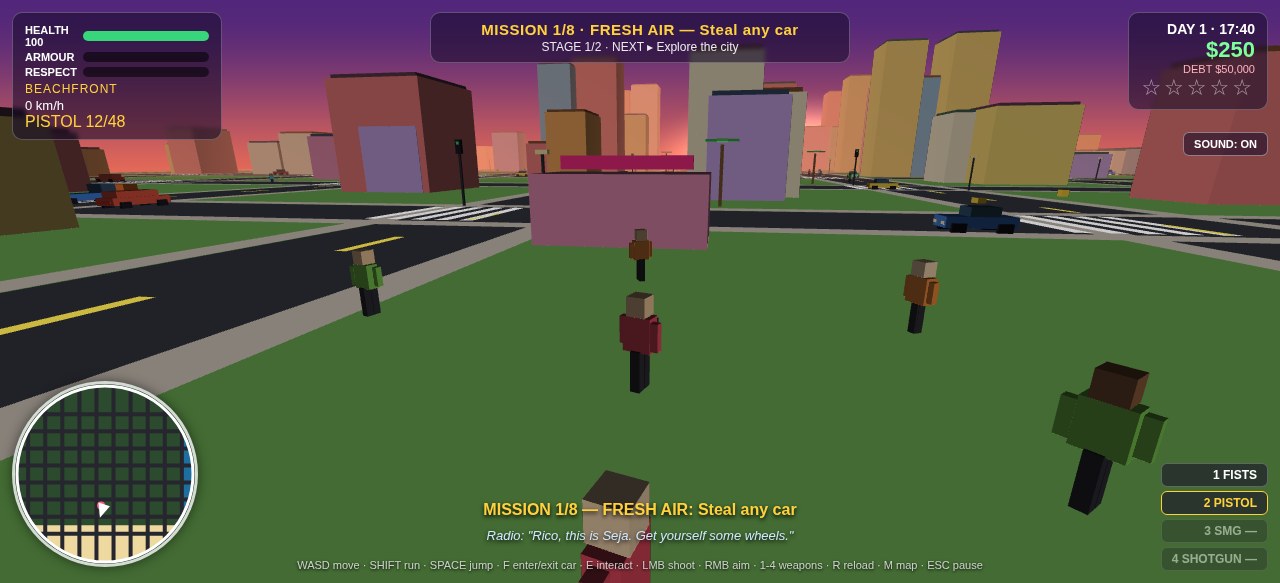 HEALTH
100
ARMOUR
RESPECT
BEACHFRONT
0 km/h
PISTOL 12/48
MISSION 1/8 · FRESH AIR — Steal any car
STAGE 1/2 · NEXT ▸ Explore the city
DAY 1 · 17:40
$250
DEBT $50,000
SOUND: ON
1 FISTS
2 PISTOL
3 SMG —
4 SHOTGUN —
MISSION 1/8 — FRESH AIR: Steal any car
Radio: "Rico, this is Seja. Get yourself some wheels."
WASD move · SHIFT run · SPACE jump · F enter/exit car · E interact · LMB shoot · RMB aim · 1-4 weapons · R reload · M map · ESC pause